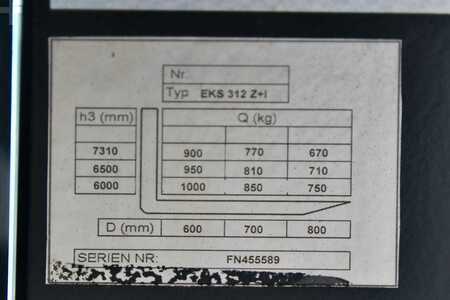 Nr.
Typ EKS 312 Z+I
h3 (mm) Q (kg)
7310 900 770 670
6500 950 810 710
6000 1000 850 750
D (mm) 600 700 800
SERIEN NR: FN455589